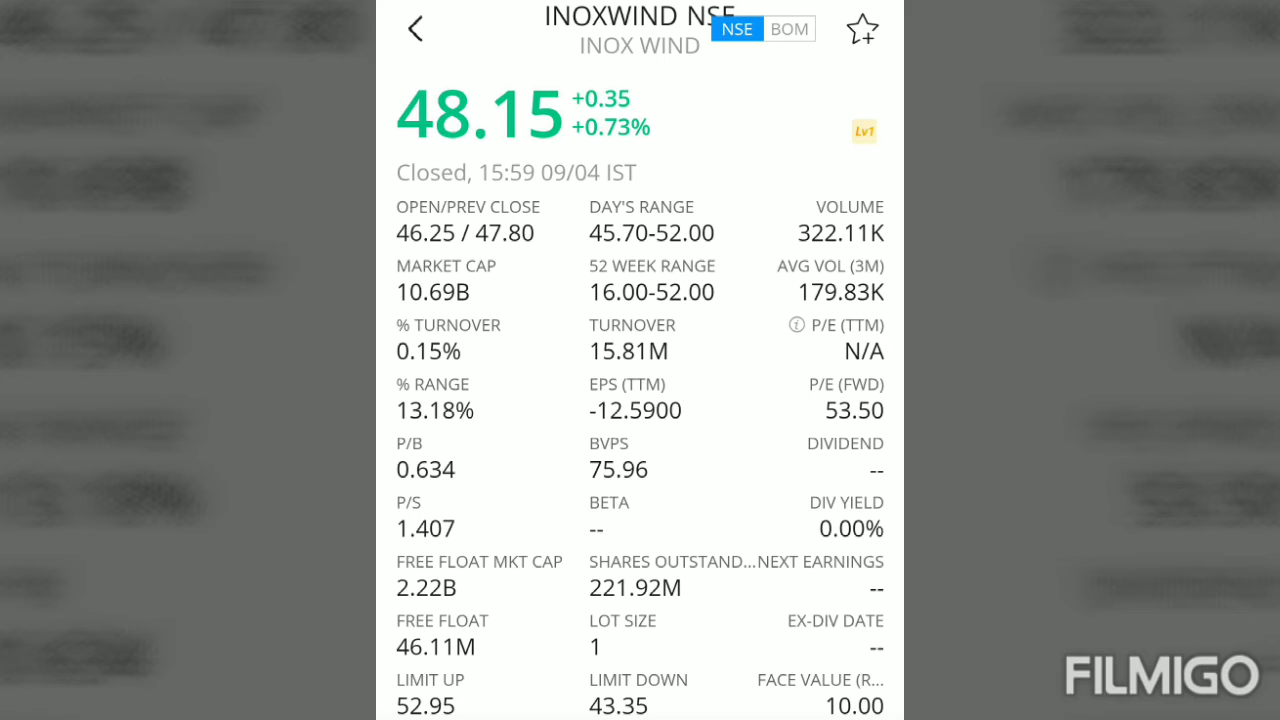 INOXWIND NSE
NSE BOM
INOX WIND
48.15 +0.35
+0.73%
Lv1
Closed, 15:59 09/04 IST
OPEN/PREV CLOSE DAY'S RANGE VOLUME
46.25 / 47.80 45.70-52.00 322.11K
MARKET CAP 52 WEEK RANGE AVG VOL (3M)
10.69B 16.00-52.00 179.83K
% TURNOVER TURNOVER P/E (TTM)
0.15% 15.81M N/A
% RANGE EPS (TTM) P/E (FWD)
13.18% -12.5900 53.50
P/B BVPS DIVIDEND
0.634 75.96 --
P/S BETA DIV YIELD
1.407 -- 0.00%
FREE FLOAT MKT CAP SHARES OUTSTAND... NEXT EARNINGS
2.22B 221.92M --
FREE FLOAT LOT SIZE EX-DIV DATE
46.11M 1 --
LIMIT UP LIMIT DOWN FACE VALUE (R...
52.95 43.35 10.00
FILMIGO